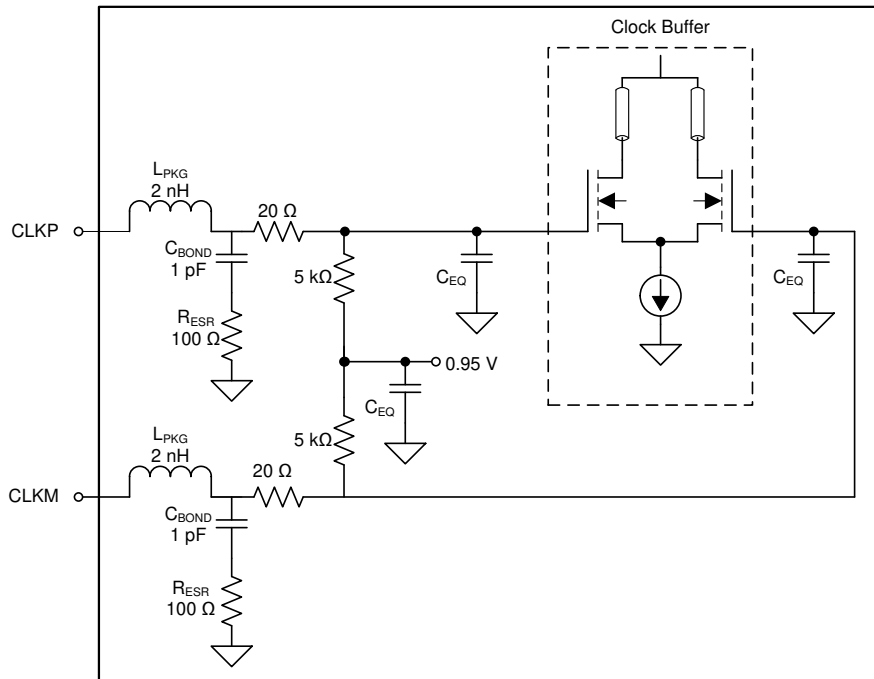 Clock Buffer
LPKG
2 nH
20 Ω
CLKP
CBOND
1 pF
5 kΩ
CEQ
CEQ
RESR
100 Ω
0.95 V
CEQ
5 kΩ
LPKG
2 nH
20 Ω
CLKM
CBOND
1 pF
RESR
100 Ω